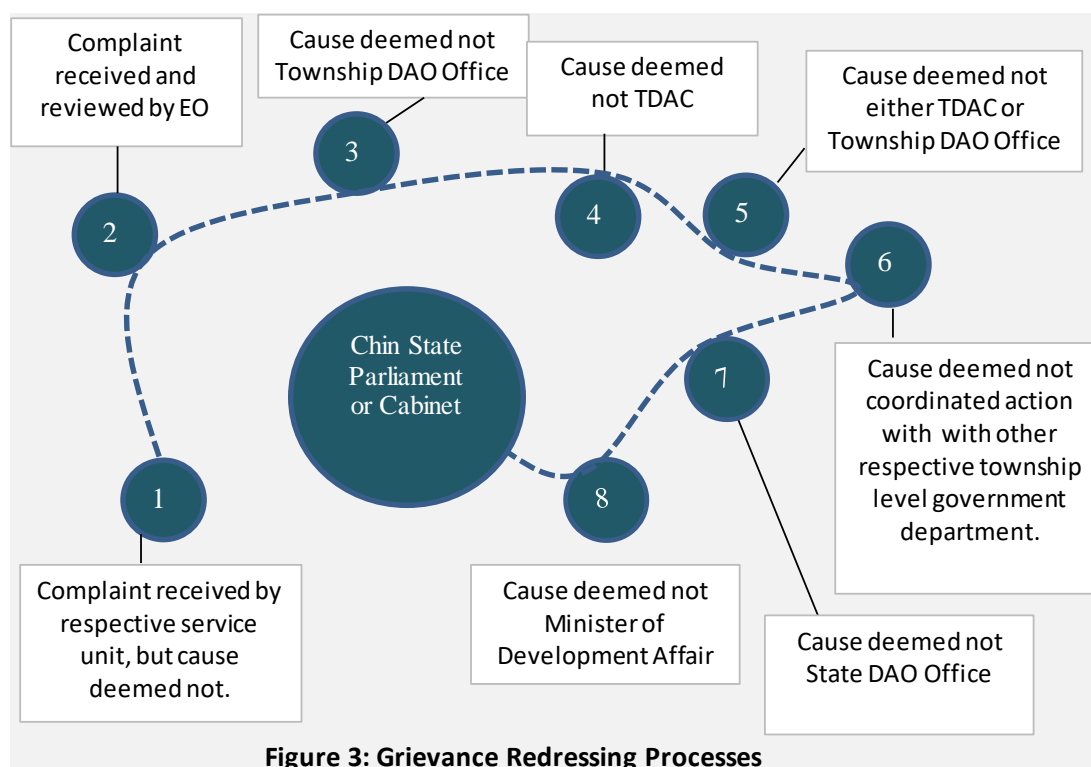 Complaint
received and
reviewed by EO
Cause deemed not
Township DAO Office
Cause deemed
not TDAC
Cause deemed not
either TDAC or
Township DAO Office
3
2
4
5
6
Chin State
Parliament
or Cabinet
7
1
8
Cause deemed not
coordinated action
with with other
respective township
level government
department.
Complaint received by
respective service
unit, but cause
deemed not.
Cause deemed not
Minister of
Development Affair
Cause deemed not
State DAO Office
Figure 3: Grievance Redressing Processes